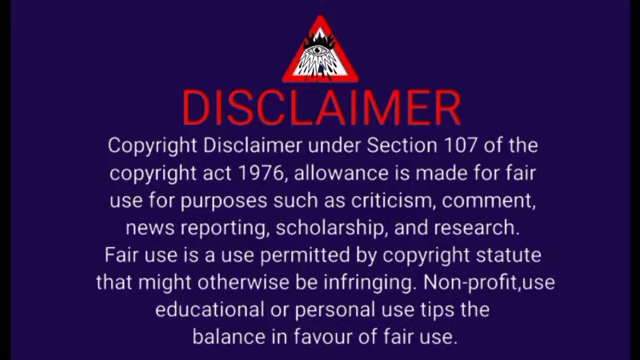 DISCLAIMER
Copyright Disclaimer under Section 107 of the
copyright act 1976, allowance is made for fair
use for purposes such as criticism, comment,
news reporting, scholarship, and research.
Fair use is a use permitted by copyright statute
that might otherwise be infringing. Non-profit,use
educational or personal use tips the
balance in favour of fair use.